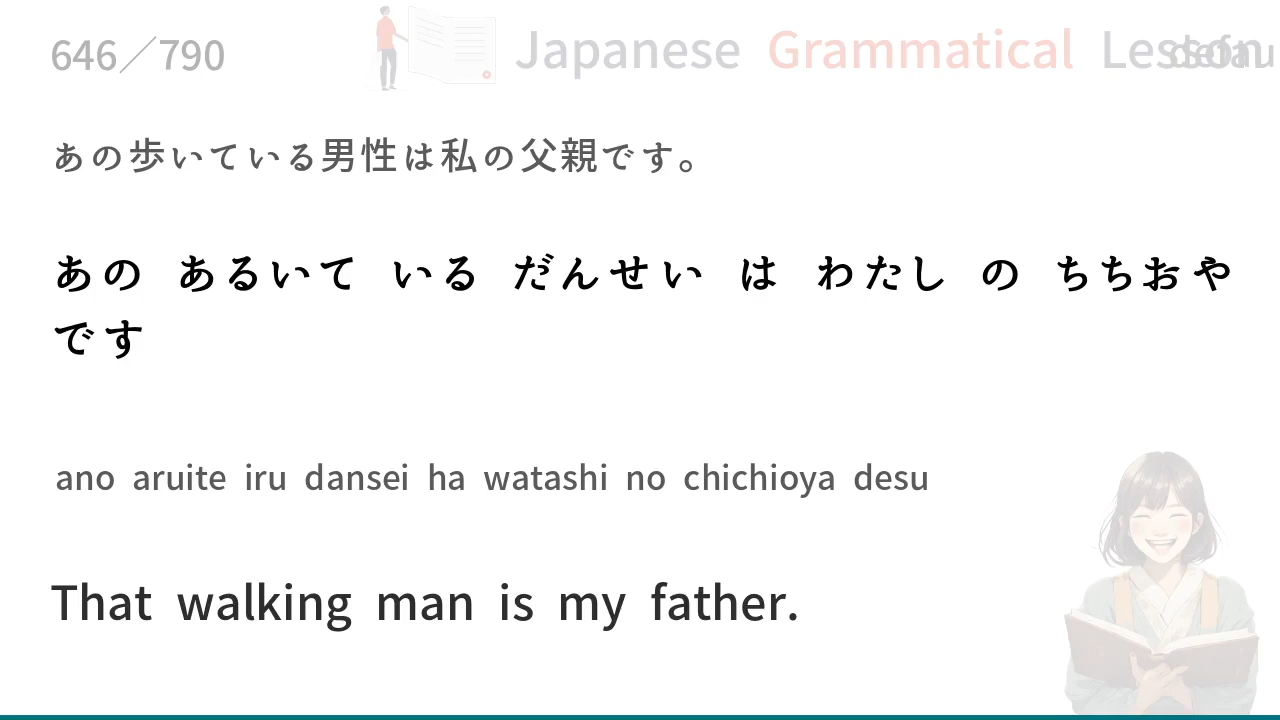 646／790
Japanese Grammatical Lesson
あの歩いている男性は私の父親です。
あの あるいて いる だんせい は わたし の ちちおや
です
ano aruite iru dansei ha watashi no chichioya desu
That walking man is my father.